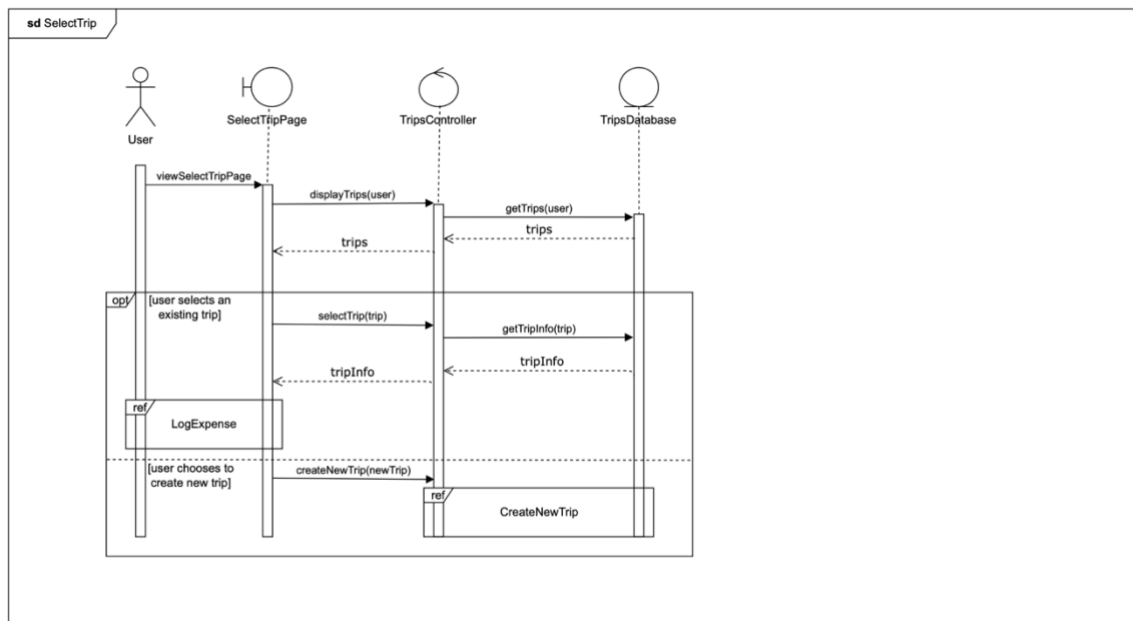 sd SelectTrip
User
SelectTripPage
TripsController
TripsDatabase
viewSelectTripPage
displayTrips(user)
getTrips(user)
trips
trips
opt
[user selects an
existing trip]
selectTrip(trip)
getTripInfo(trip)
tripInfo
tripInfo
ref
LogExpense
[user chooses to
create new trip]
createNewTrip(newTrip)
ref
CreateNewTrip